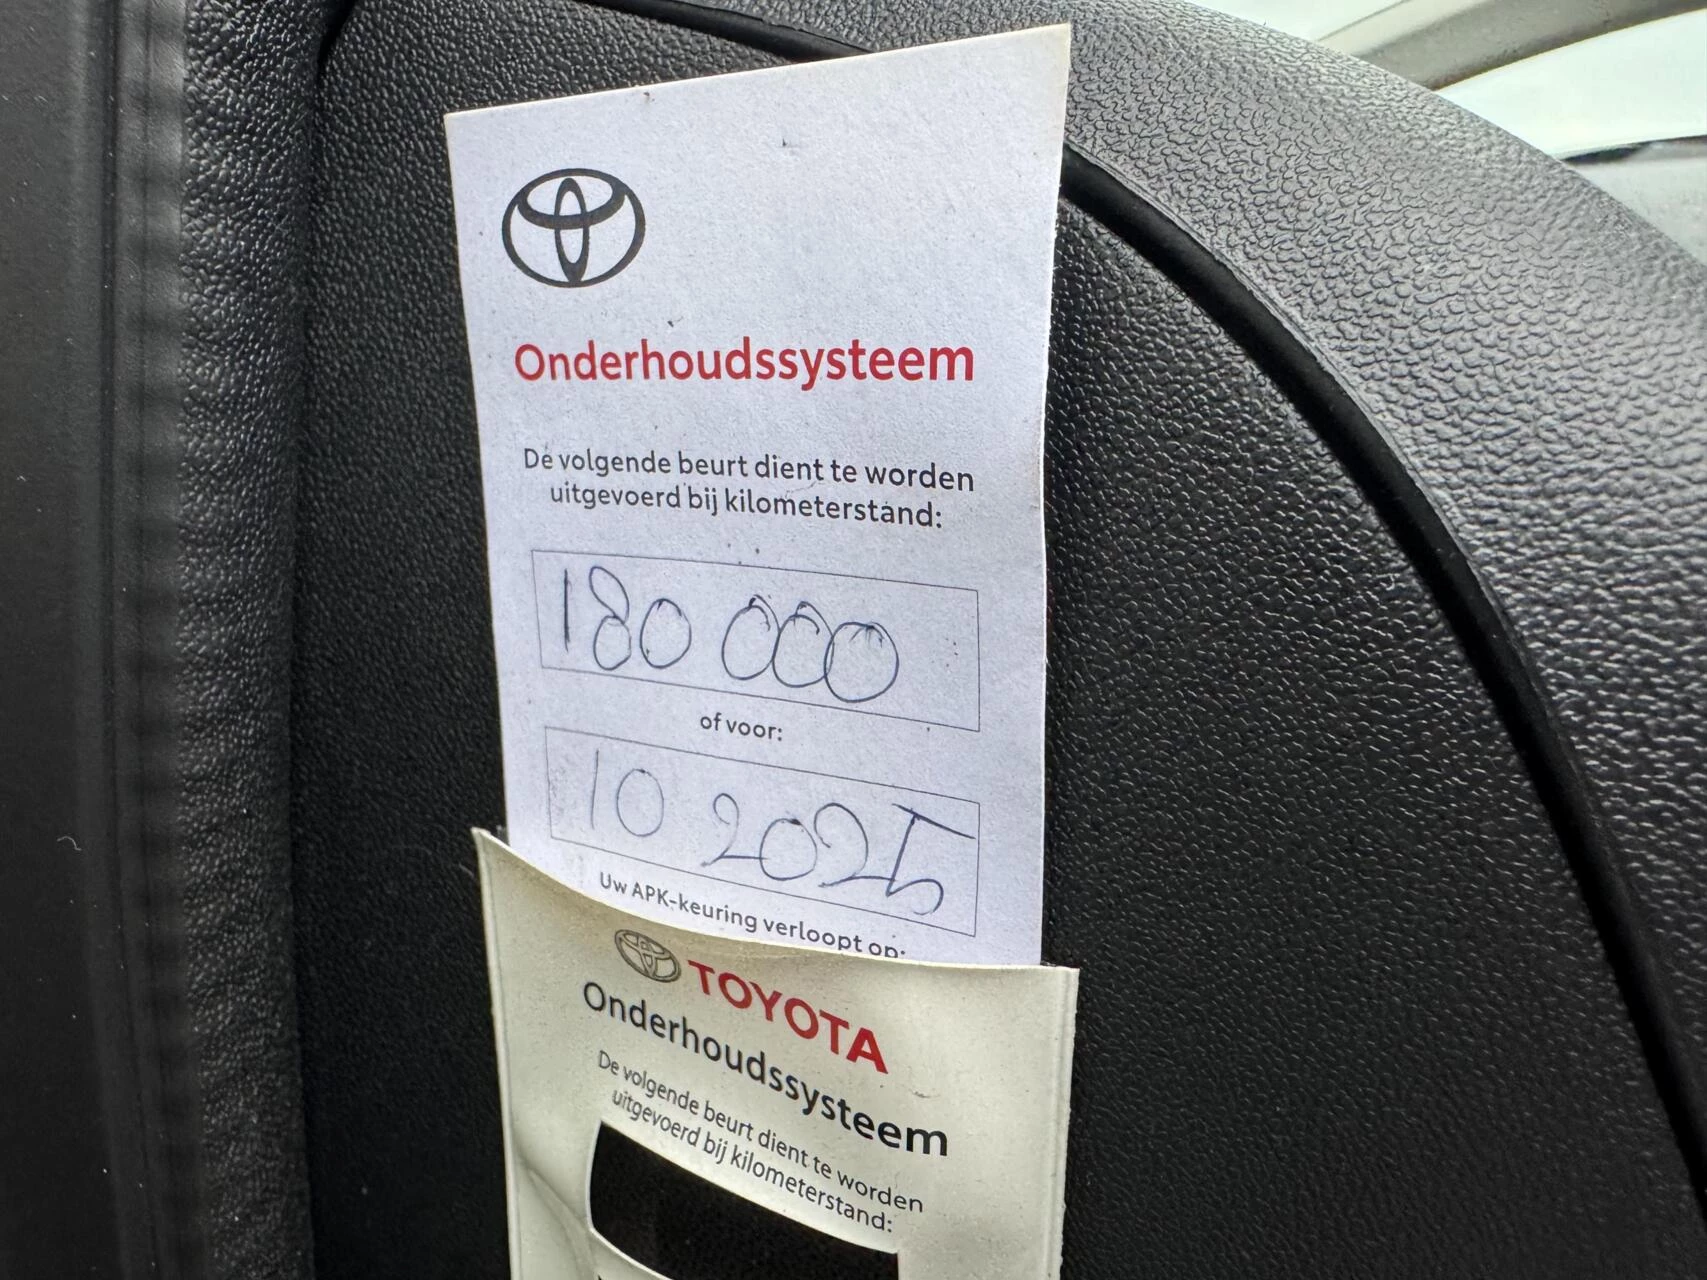 Onderhoudssysteem
De volgende beurt dient te worden
uitgevoerd bij kilometerstand:
180 000
of voor:
10 2025
Uw APK-keuring verloopt op:
TOYOTA
Onderhoudssysteem
De volgende beurt dient te worden
uitgevoerd bij kilometerstand: